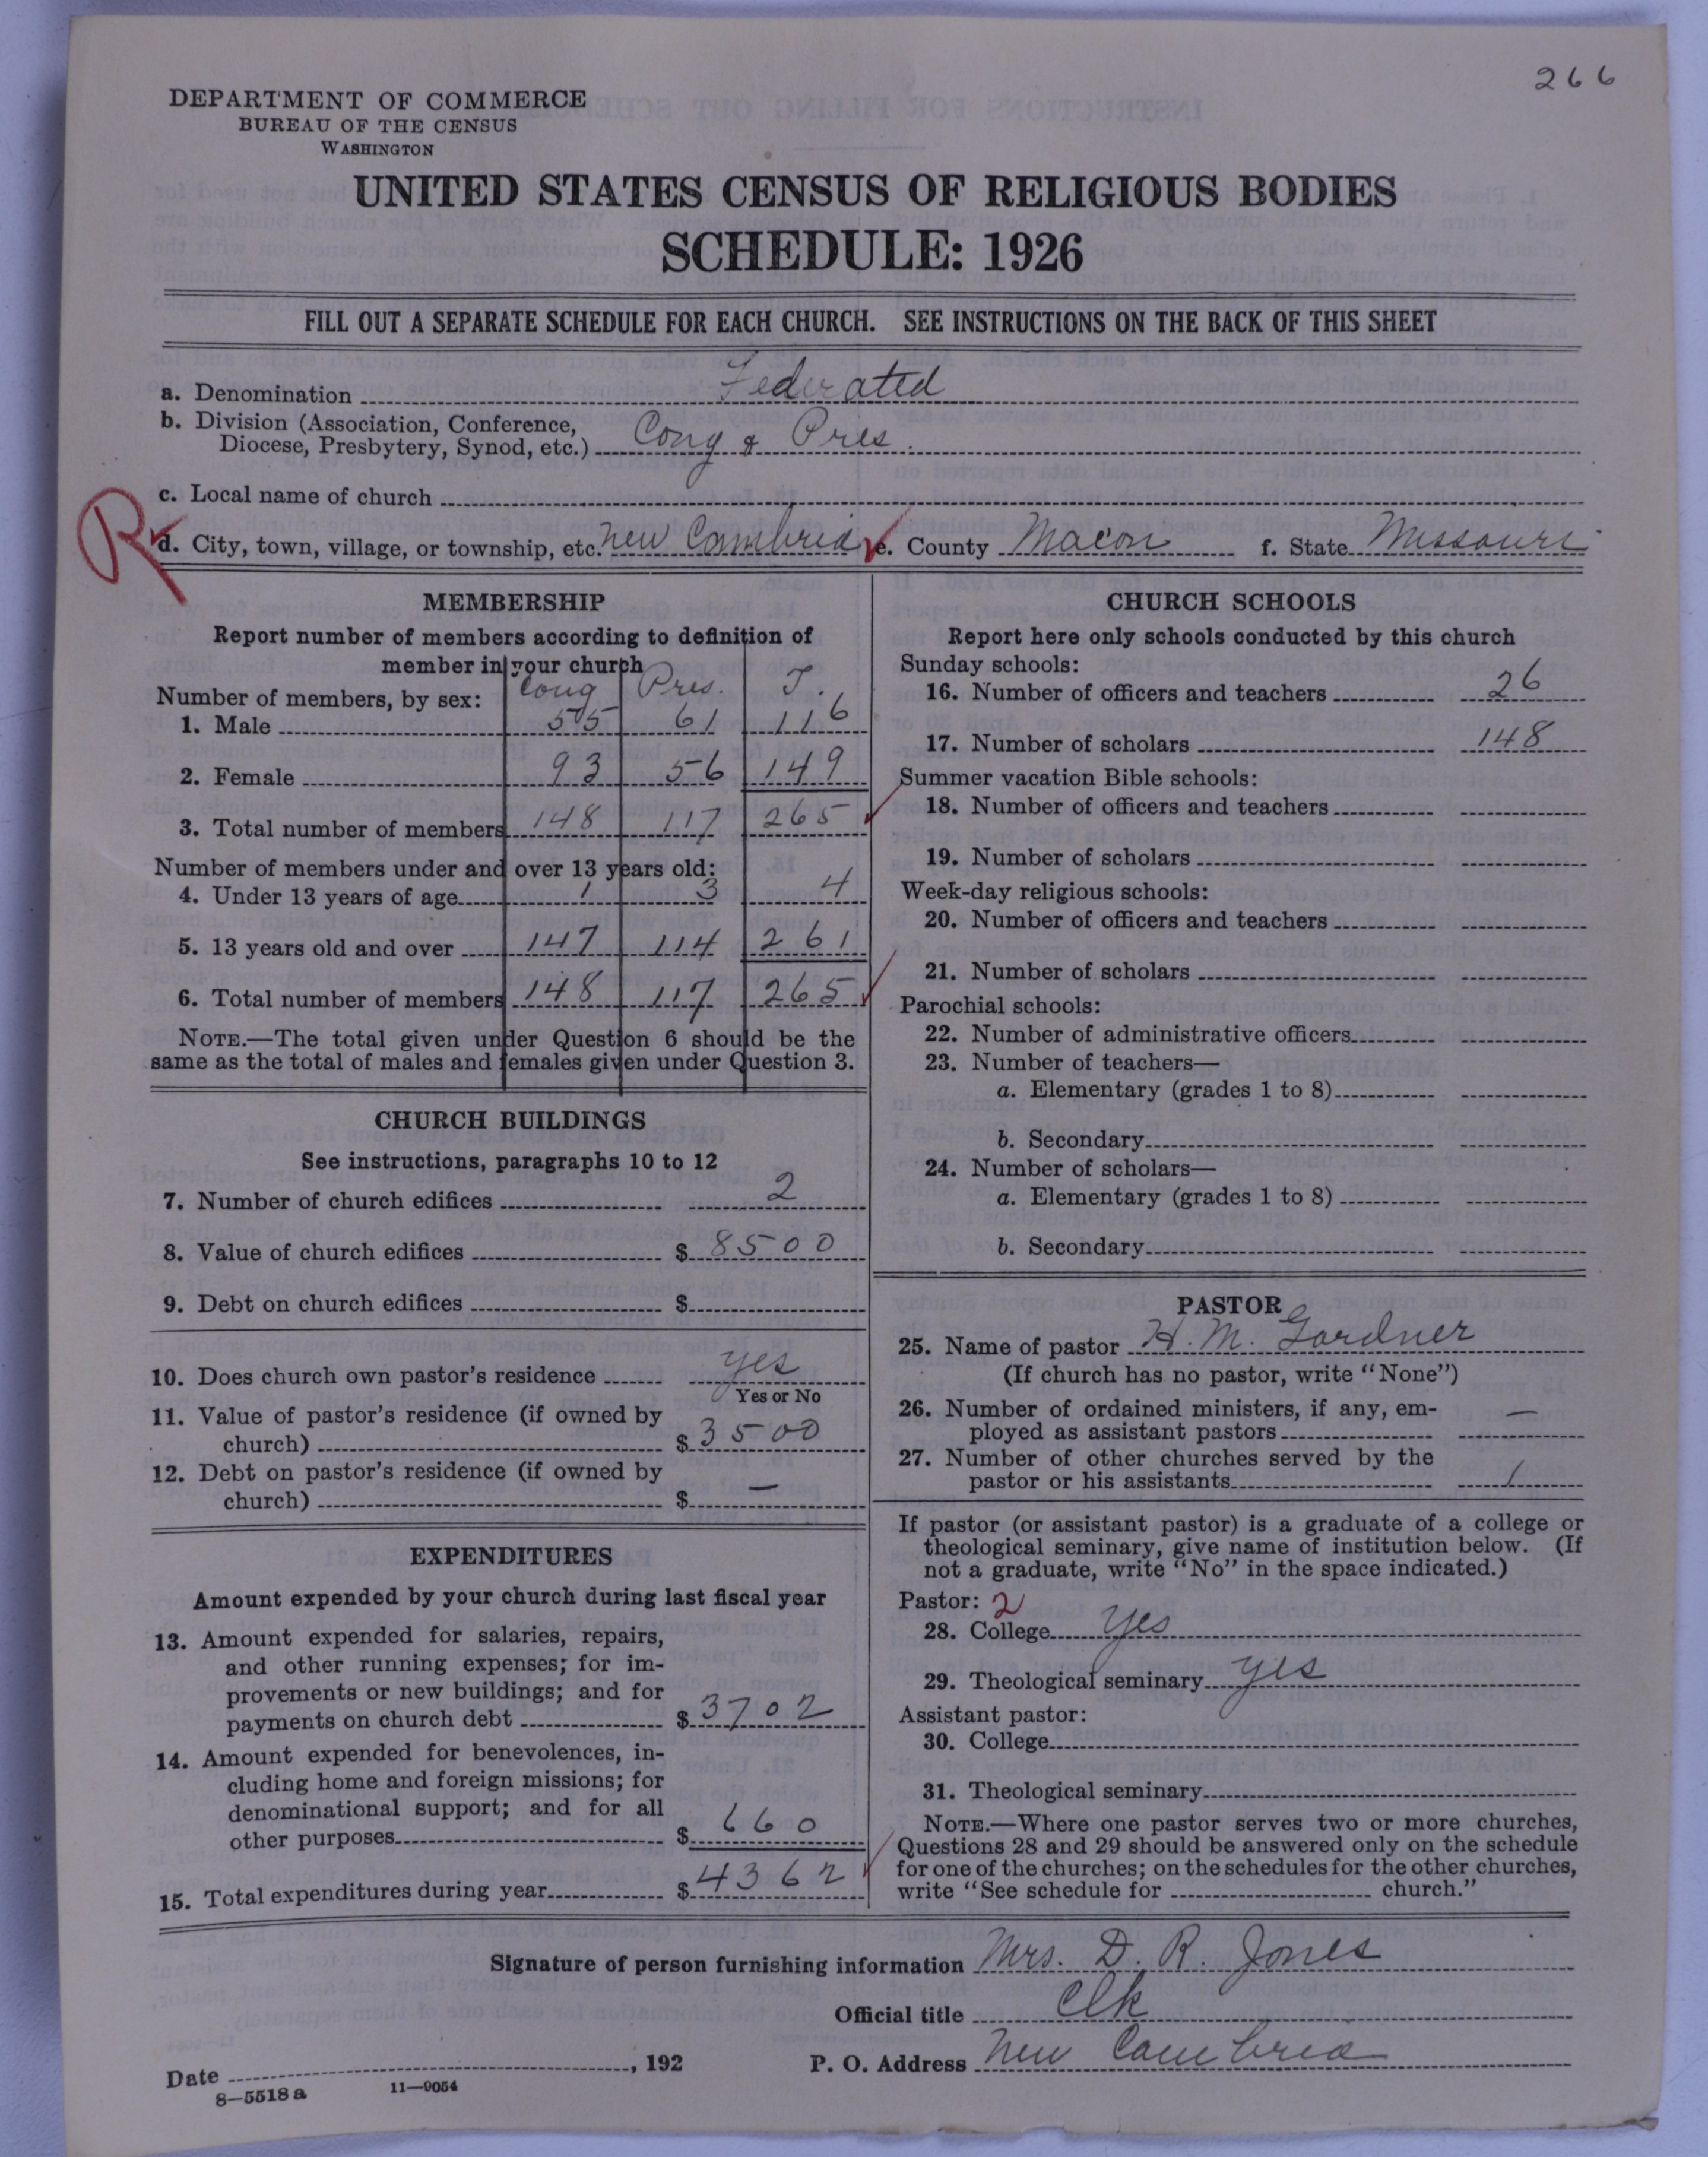 266
DEPARTMENT OF COMMERCE
BUREAU OF THE CENSUS
WASHINGTON
UNITED STATES CENSUS OF RELIGIOUS BODIES
SCHEDULE: 1926
FILL OUT A SEPARATE SCHEDULE FOR EACH CHURCH. SEE INSTRUCTIONS ON THE BACK OF THIS SHEET
a. Denomination Federated
b. Division (Association, Conference,
Diocese, Presbytery, Synod, etc.) Cong & Pres.
c. Local name of church
R
d. City, town, village, or township, etc. New Cambria e. County Macon f. State Missouri
MEMBERSHIP
Report number of members according to definition of
member in your church
Number of members, by sex: Cong Pres. T.
1. Male 55 61 116
2. Female 93 56 149
3. Total number of members 148 117 265
Number of members under and over 13 years old:
4. Under 13 years of age 1 3 4
5. 13 years old and over 147 114 261
6. Total number of members 148 117 265
NOTE.—The total given under Question 6 should be the
same as the total of males and females given under Question 3.
CHURCH BUILDINGS
See instructions, paragraphs 10 to 12
7. Number of church edifices 2
8. Value of church edifices $ 8500
9. Debt on church edifices $
10. Does church own pastor's residence yes
Yes or No
11. Value of pastor's residence (if owned by
church) $ 3500
12. Debt on pastor's residence (if owned by
church) $ —
EXPENDITURES
Amount expended by your church during last fiscal year
13. Amount expended for salaries, repairs,
and other running expenses; for im-
provements or new buildings; and for
payments on church debt $ 3702
14. Amount expended for benevolences, in-
cluding home and foreign missions; for
denominational support; and for all
other purposes $ 660
15. Total expenditures during year $ 4362
CHURCH SCHOOLS
Report here only schools conducted by this church
Sunday schools:
16. Number of officers and teachers 26
17. Number of scholars 148
Summer vacation Bible schools:
18. Number of officers and teachers
19. Number of scholars
Week-day religious schools:
20. Number of officers and teachers
21. Number of scholars
Parochial schools:
22. Number of administrative officers
23. Number of teachers—
a. Elementary (grades 1 to 8)
b. Secondary
24. Number of scholars—
a. Elementary (grades 1 to 8)
b. Secondary
PASTOR
25. Name of pastor H. M. Gardner
(If church has no pastor, write "None")
26. Number of ordained ministers, if any, em-
ployed as assistant pastors —
27. Number of other churches served by the
pastor or his assistants 1
If pastor (or assistant pastor) is a graduate of a college or
theological seminary, give name of institution below. (If
not a graduate, write "No" in the space indicated.)
Pastor: 2
28. College yes
29. Theological seminary yes
Assistant pastor:
30. College
31. Theological seminary
NOTE.—Where one pastor serves two or more churches,
Questions 28 and 29 should be answered only on the schedule
for one of the churches; on the schedules for the other churches,
write "See schedule for church."
Signature of person furnishing information Mrs. D. R. Jones
Official title Clk
Date , 192 P. O. Address New Cambria
8—5518 a 11—9054